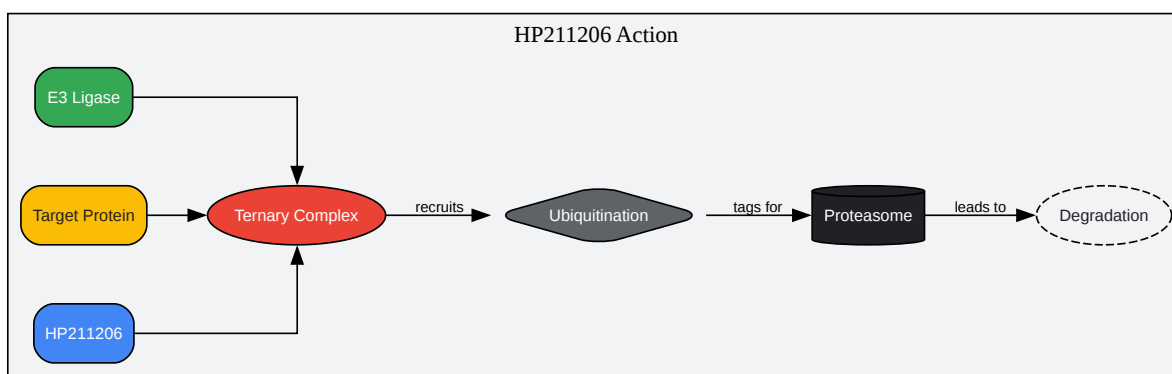 HP211206 Action
E3 Ligase
Target Protein
Ternary Complex
recruits
Ubiquitination
tags for
Proteasome
leads to
Degradation
HP211206